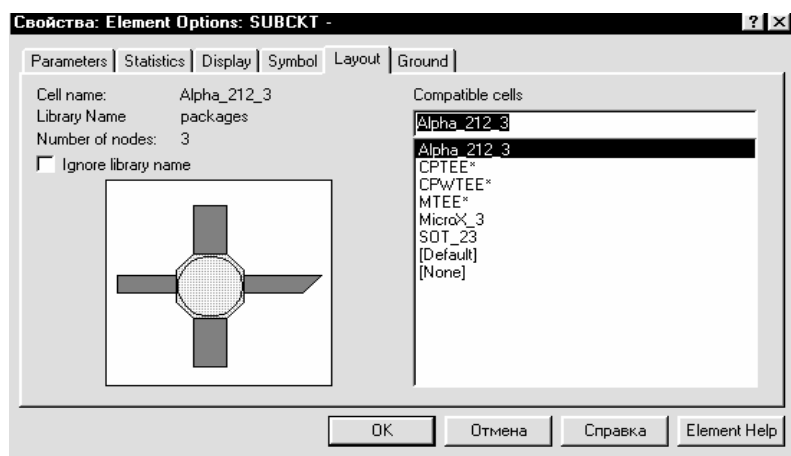 Свойства: Element Options: SUBCKT -
Parameters Statistics Display Symbol Layout Ground
Cell name: Alpha_212_3
Library Name packages
Number of nodes: 3
Ignore library name
Compatible cells
Alpha_212_3
Alpha_212_3
CPTEE*
CPWTEE*
MTEE*
MicroX_3
SOT_23
[Default]
[None]
OK Отмена Справка Element Help